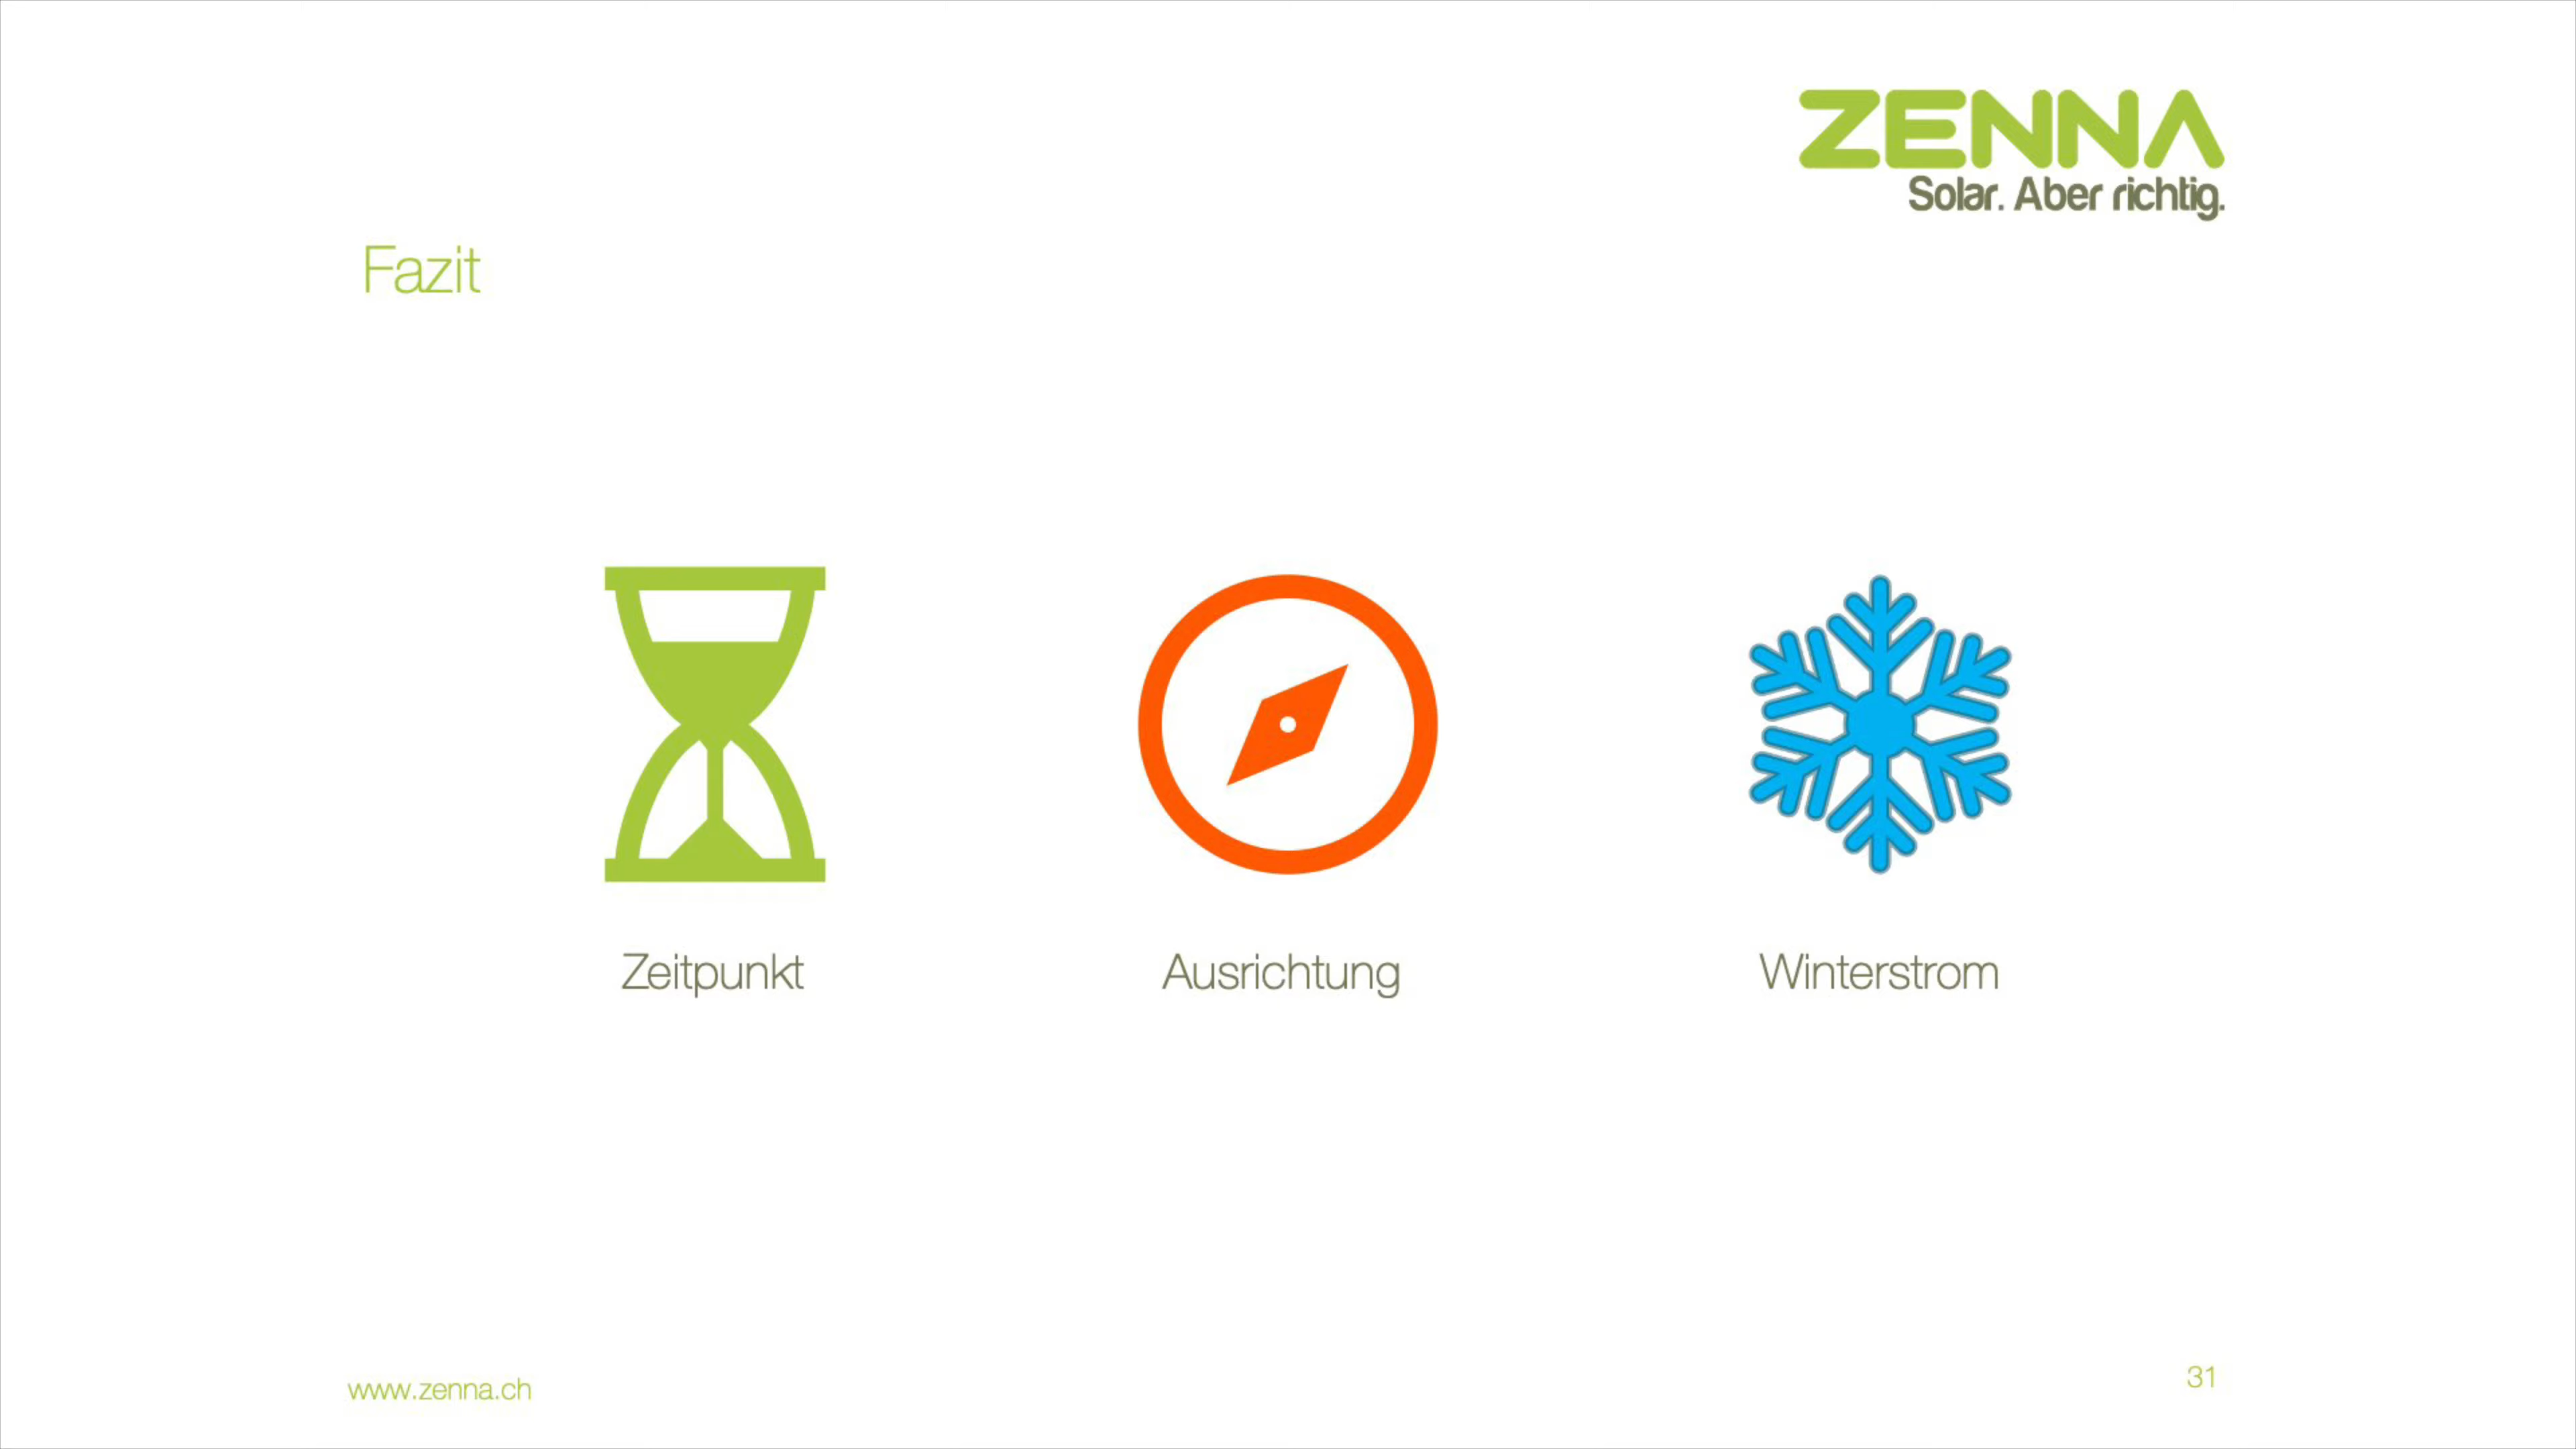 ZENNA
Solar. Aber richtig.
Fazit
Zeitpunkt
Ausrichtung
Winterstrom
www.zenna.ch
31